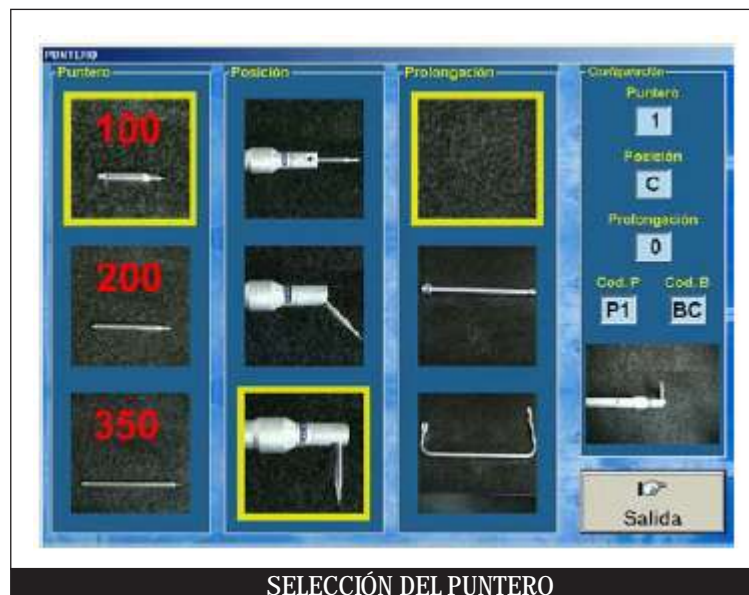 PUNTERO
Puntero
Posición
Prolongación
Configuración
100
200
350
Puntero
1
Posición
C
Prolongación
0
Cod. P
Cod. B
P1
BC
Salida
SELECCIÓN DEL PUNTERO